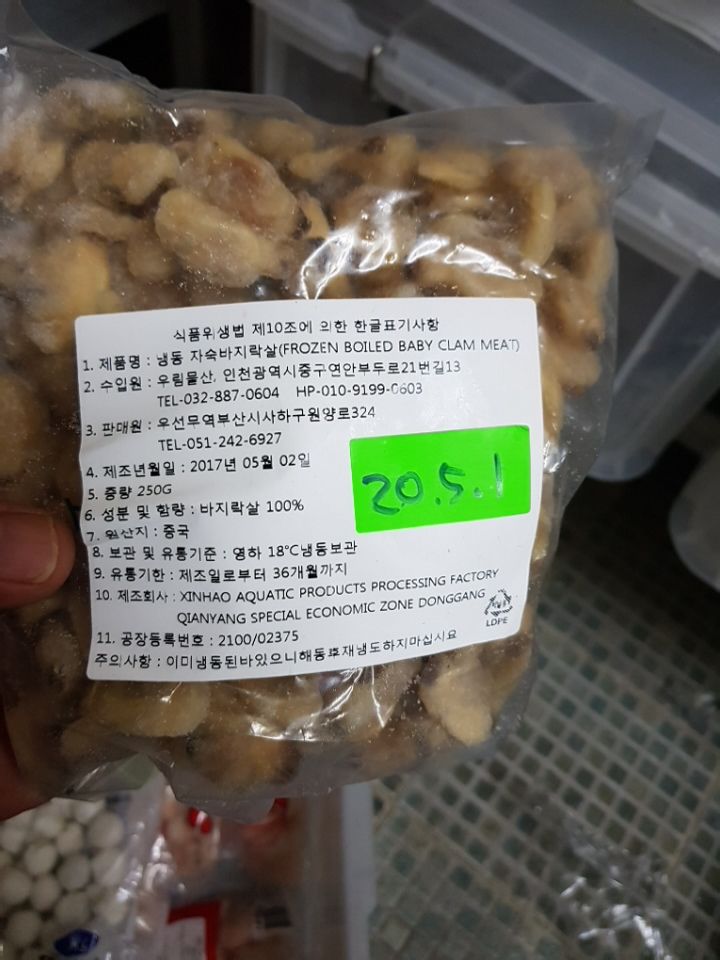 식품위생법 제10조에 의한 한글표기사항
1. 제품명 : 냉동 자숙바지락살(FROZEN BOILED BABY CLAM MEAT)
2. 수입원 : 우림물산, 인천광역시중구연안부두로21번길13
TEL-032-887-0604 HP-010-9199-0603
3. 판매원 : 우선무역부산시사하구원양로324
TEL-051-242-6927
4. 제조년월일 : 2017년 05월 02일
5. 중량 250G
6. 성분 및 함량 : 바지락살 100%
7. 원산지 : 중국
8. 보관 및 유통기준 : 영하 18℃냉동보관
9. 유통기한 : 제조일로부터 36개월까지
10. 제조회사 : XINHAO AQUATIC PRODUCTS PROCESSING FACTORY
QIANYANG SPECIAL ECONOMIC ZONE DONGGANG
11. 공장등록번호 : 2100/02375
주의사항 : 이미냉동된바있으니해동후재냉도하지마십시요
20.5.1
LDPE